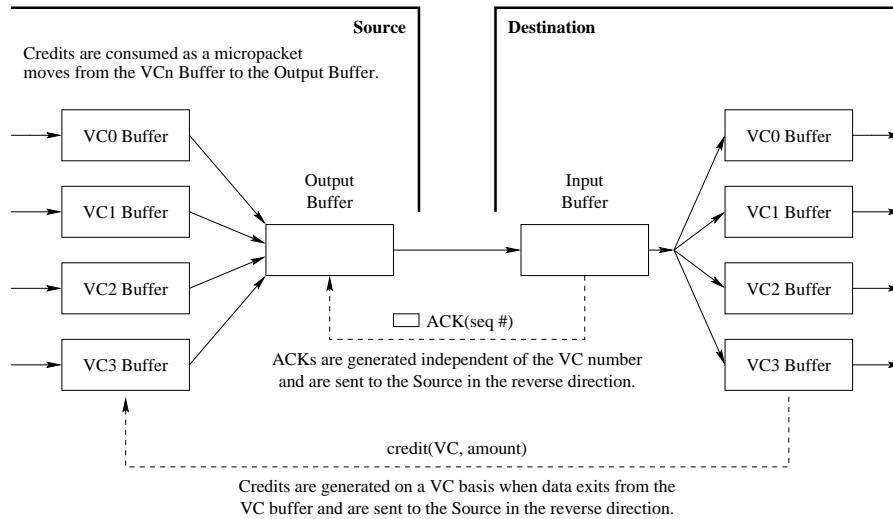 Source
Destination
Credits are consumed as a micropacket
moves from the VCn Buffer to the Output Buffer.
VC0 Buffer
VC1 Buffer
VC2 Buffer
VC3 Buffer
Output
Buffer
Input
Buffer
VC0 Buffer
VC1 Buffer
VC2 Buffer
VC3 Buffer
ACK(seq #)
ACKs are generated independent of the VC number
and are sent to the Source in the reverse direction.
credit(VC, amount)
Credits are generated on a VC basis when data exits from the
VC buffer and are sent to the Source in the reverse direction.